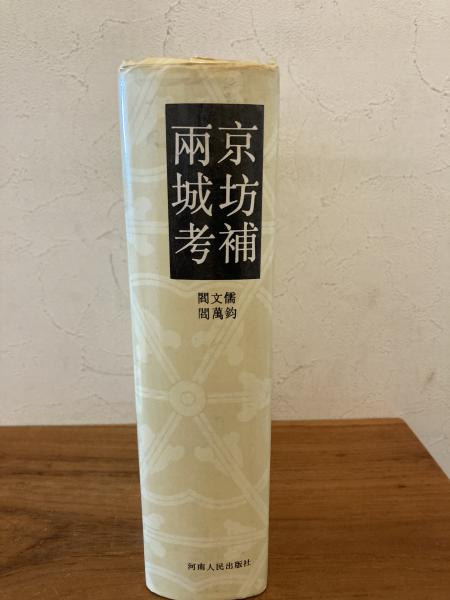 兩京
城坊
考補
閻文儒
閻萬鈞
河南人民出版社